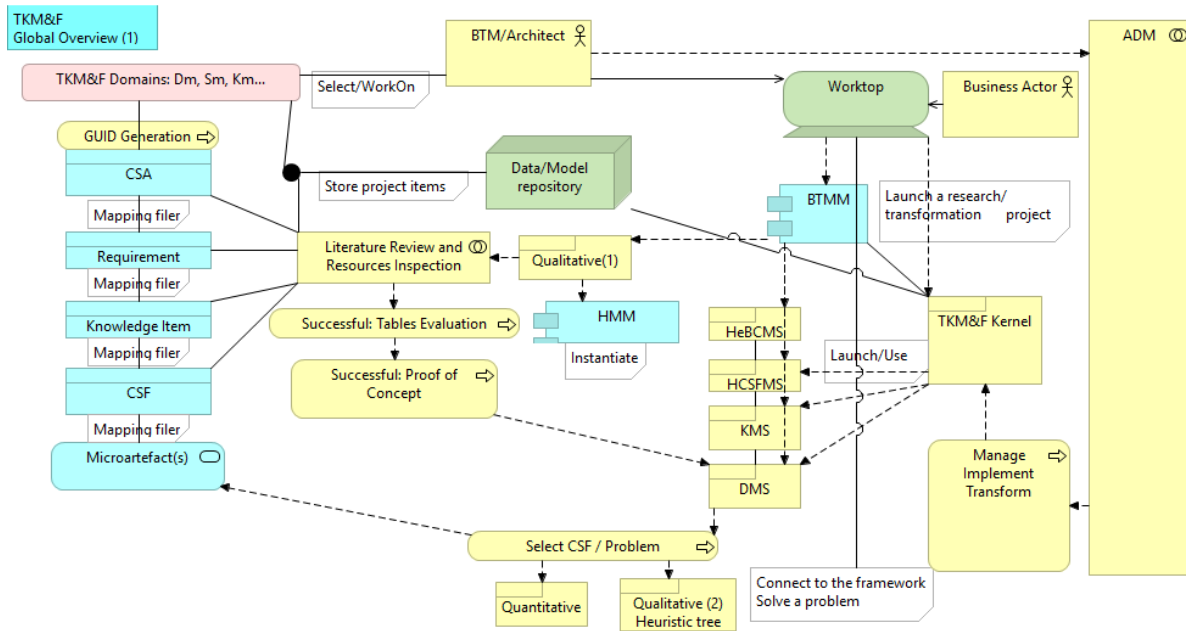 TKM&F
Global Overview (1)
BTM/Architect
ADM
TKM&F Domains: Dm, Sm, Km...
Select/WorkOn
Worktop
Business Actor
GUID Generation
CSA
Data/Model
repository
Store project items
Launch a research/
transformation project
BTMM
Mapping filer
Requirement
Literature Review and
Resources Inspection
Qualitative(1)
Mapping filer
Knowledge Item
Successful: Tables Evaluation
HMM
HeBCMS
TKM&F Kernel
Mapping filer
Instantiate
Launch/Use
CSF
Successful: Proof of
Concept
HCSFMS
Mapping filer
KMS
Microartefact(s)
Manage
Implement
Transform
DMS
Select CSF / Problem
Connect to the framework
Solve a problem
Quantitative
Qualitative (2)
Heuristic tree